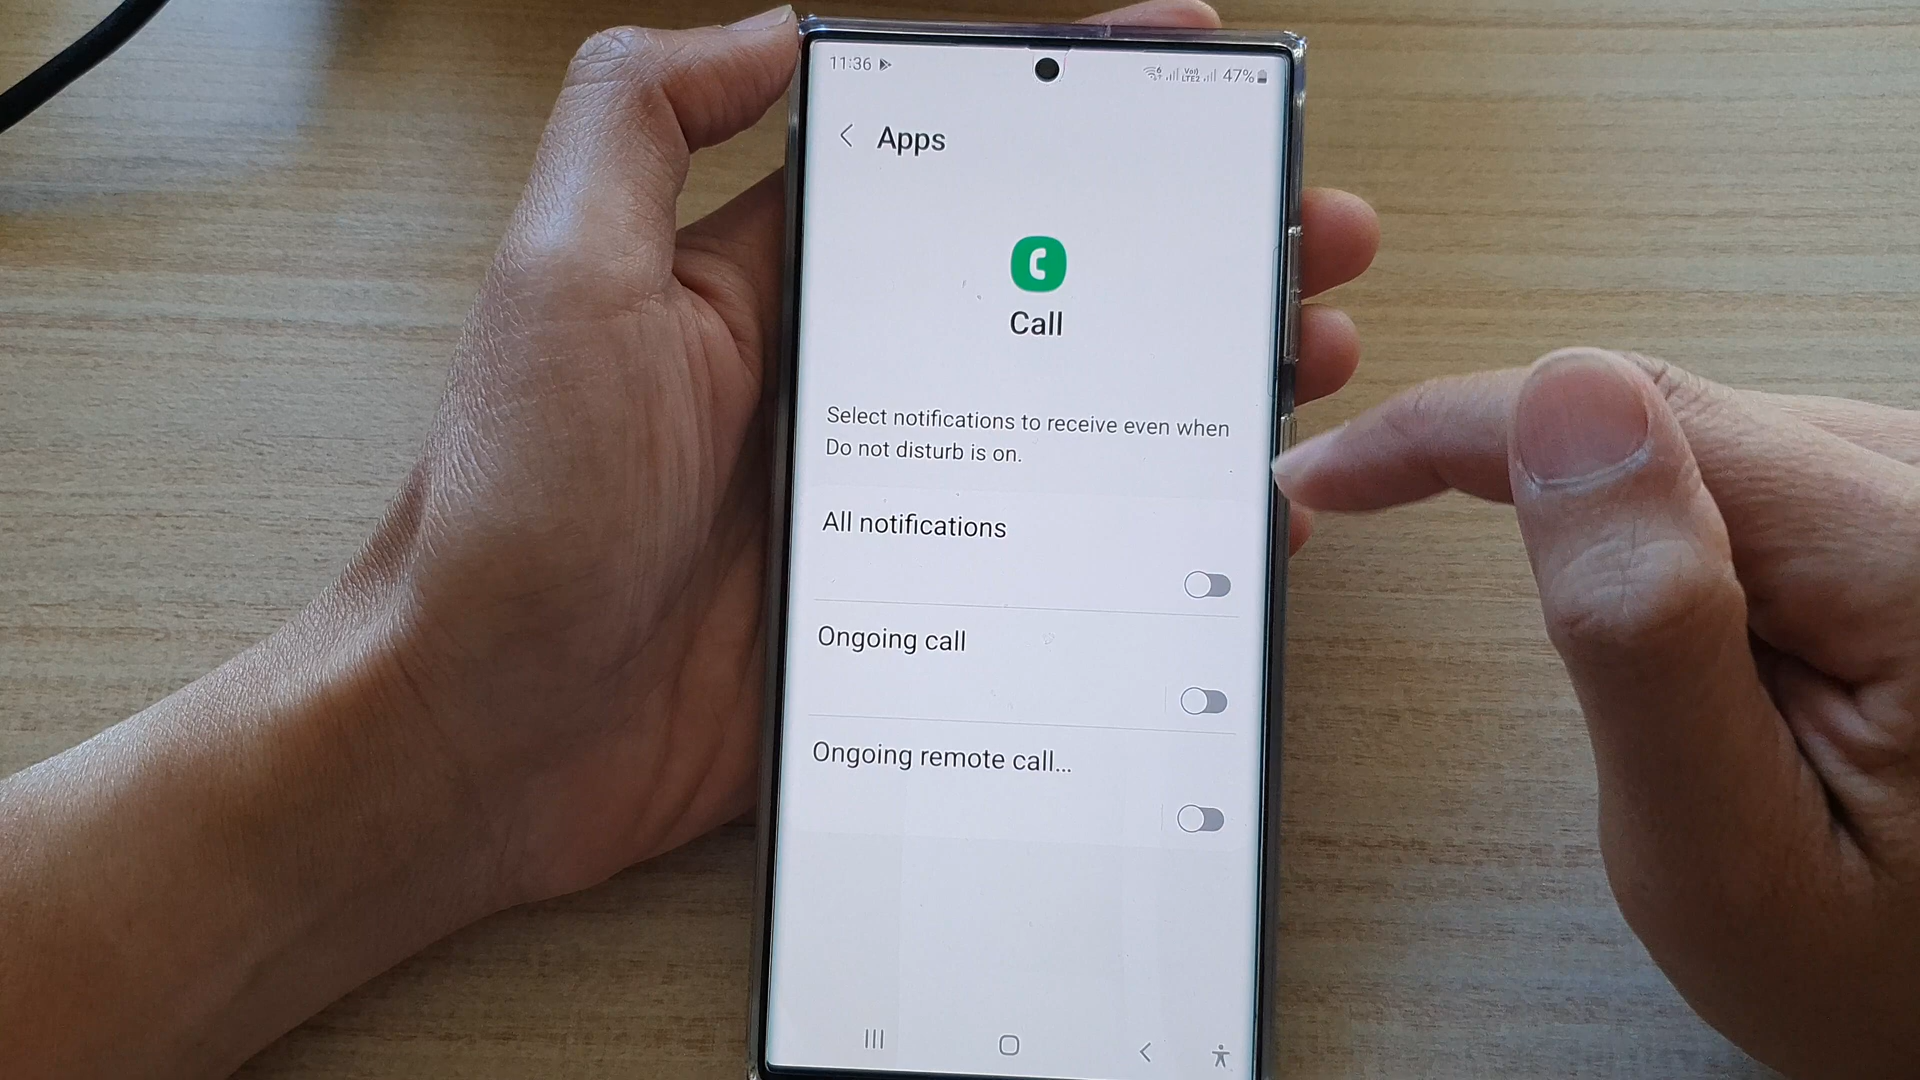 11:36
47%
Apps
Call
Select notifications to receive even when
Do not disturb is on.
All notifications
Ongoing call
Ongoing remote call...